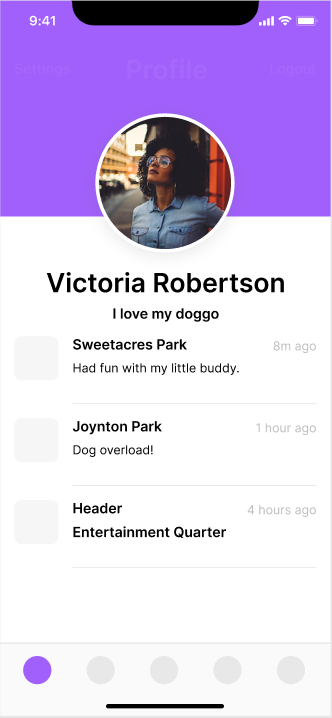 9:41
Settings
Profile
Logout
Victoria Robertson
I love my doggo
Sweetacres Park
8m ago
Had fun with my little buddy.
Joynton Park
1 hour ago
Dog overload!
Header
4 hours ago
Entertainment Quarter